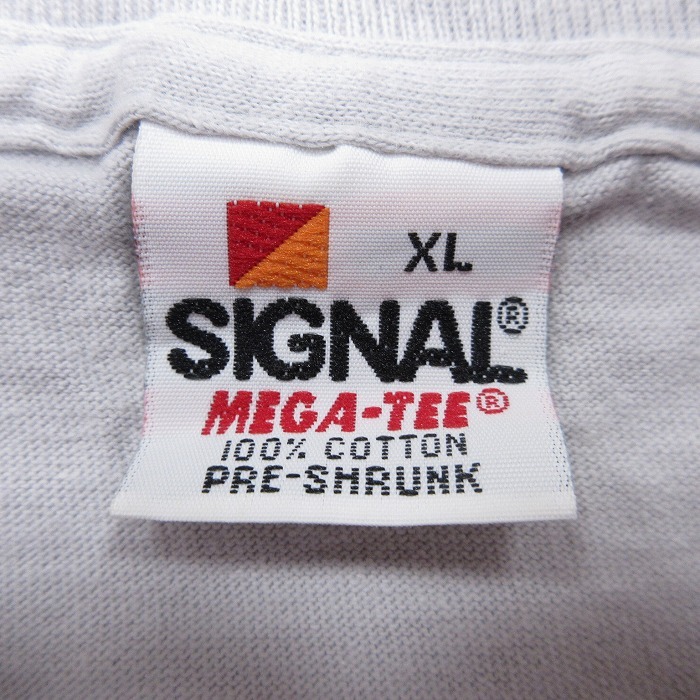 XL
SIGNAL®
MEGA-TEE®
100% COTTON
PRE-SHRUNK